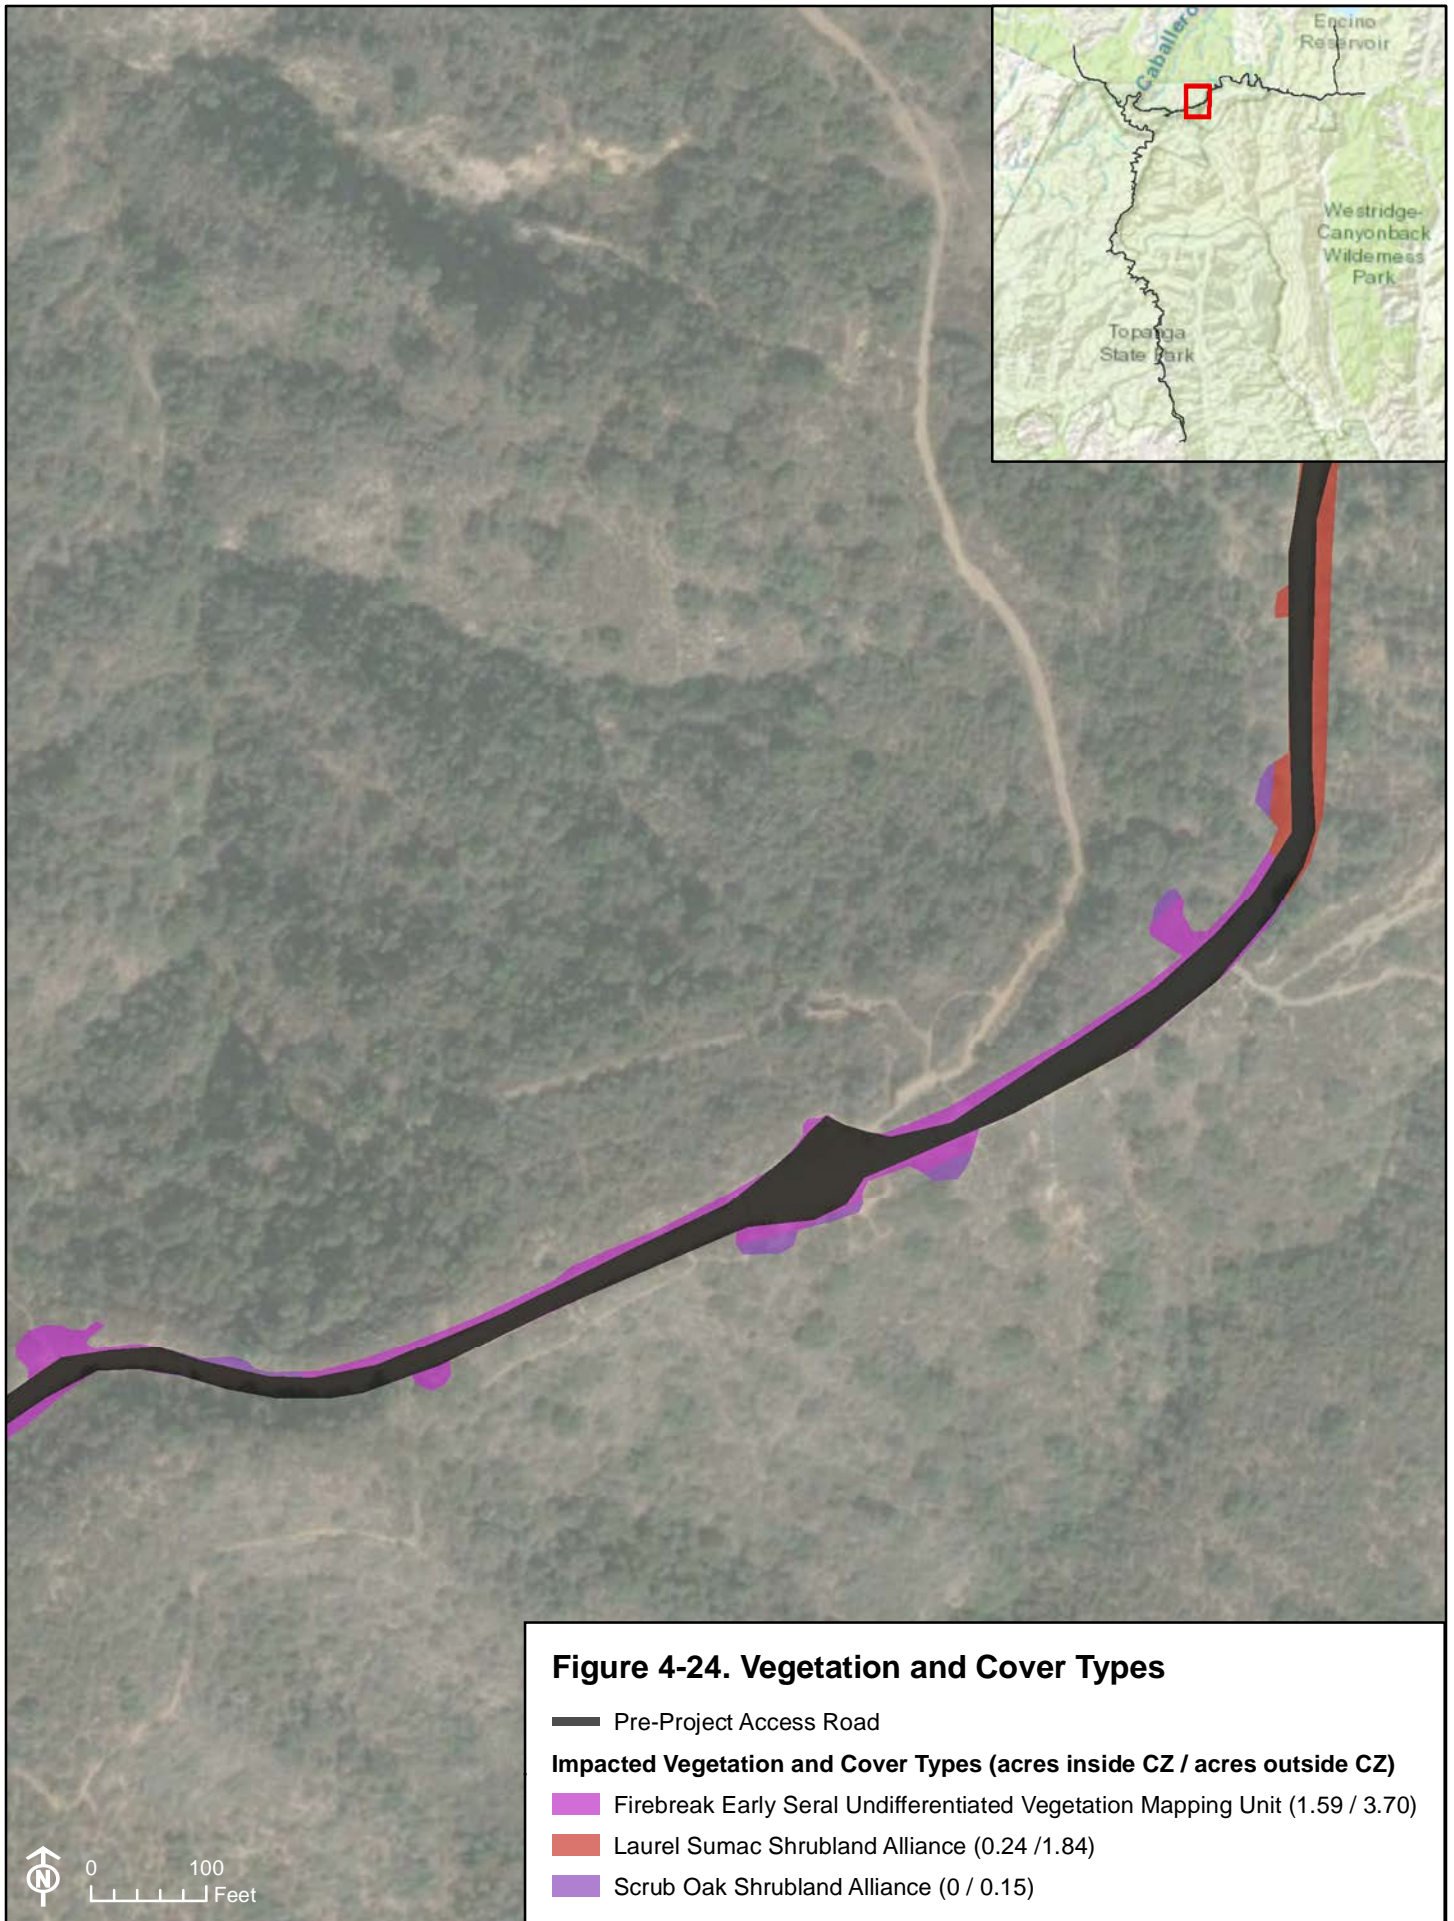 Caballero
Encino
Reservoir
Westridge-
Canyonback
Wilderness
Park
Topanga
State Park
Figure 4-24. Vegetation and Cover Types
Pre-Project Access Road
Impacted Vegetation and Cover Types (acres inside CZ / acres outside CZ)
Firebreak Early Seral Undifferentiated Vegetation Mapping Unit (1.59 / 3.70)
Laurel Sumac Shrubland Alliance (0.24 /1.84)
Scrub Oak Shrubland Alliance (0 / 0.15)
N
0 100
Feet